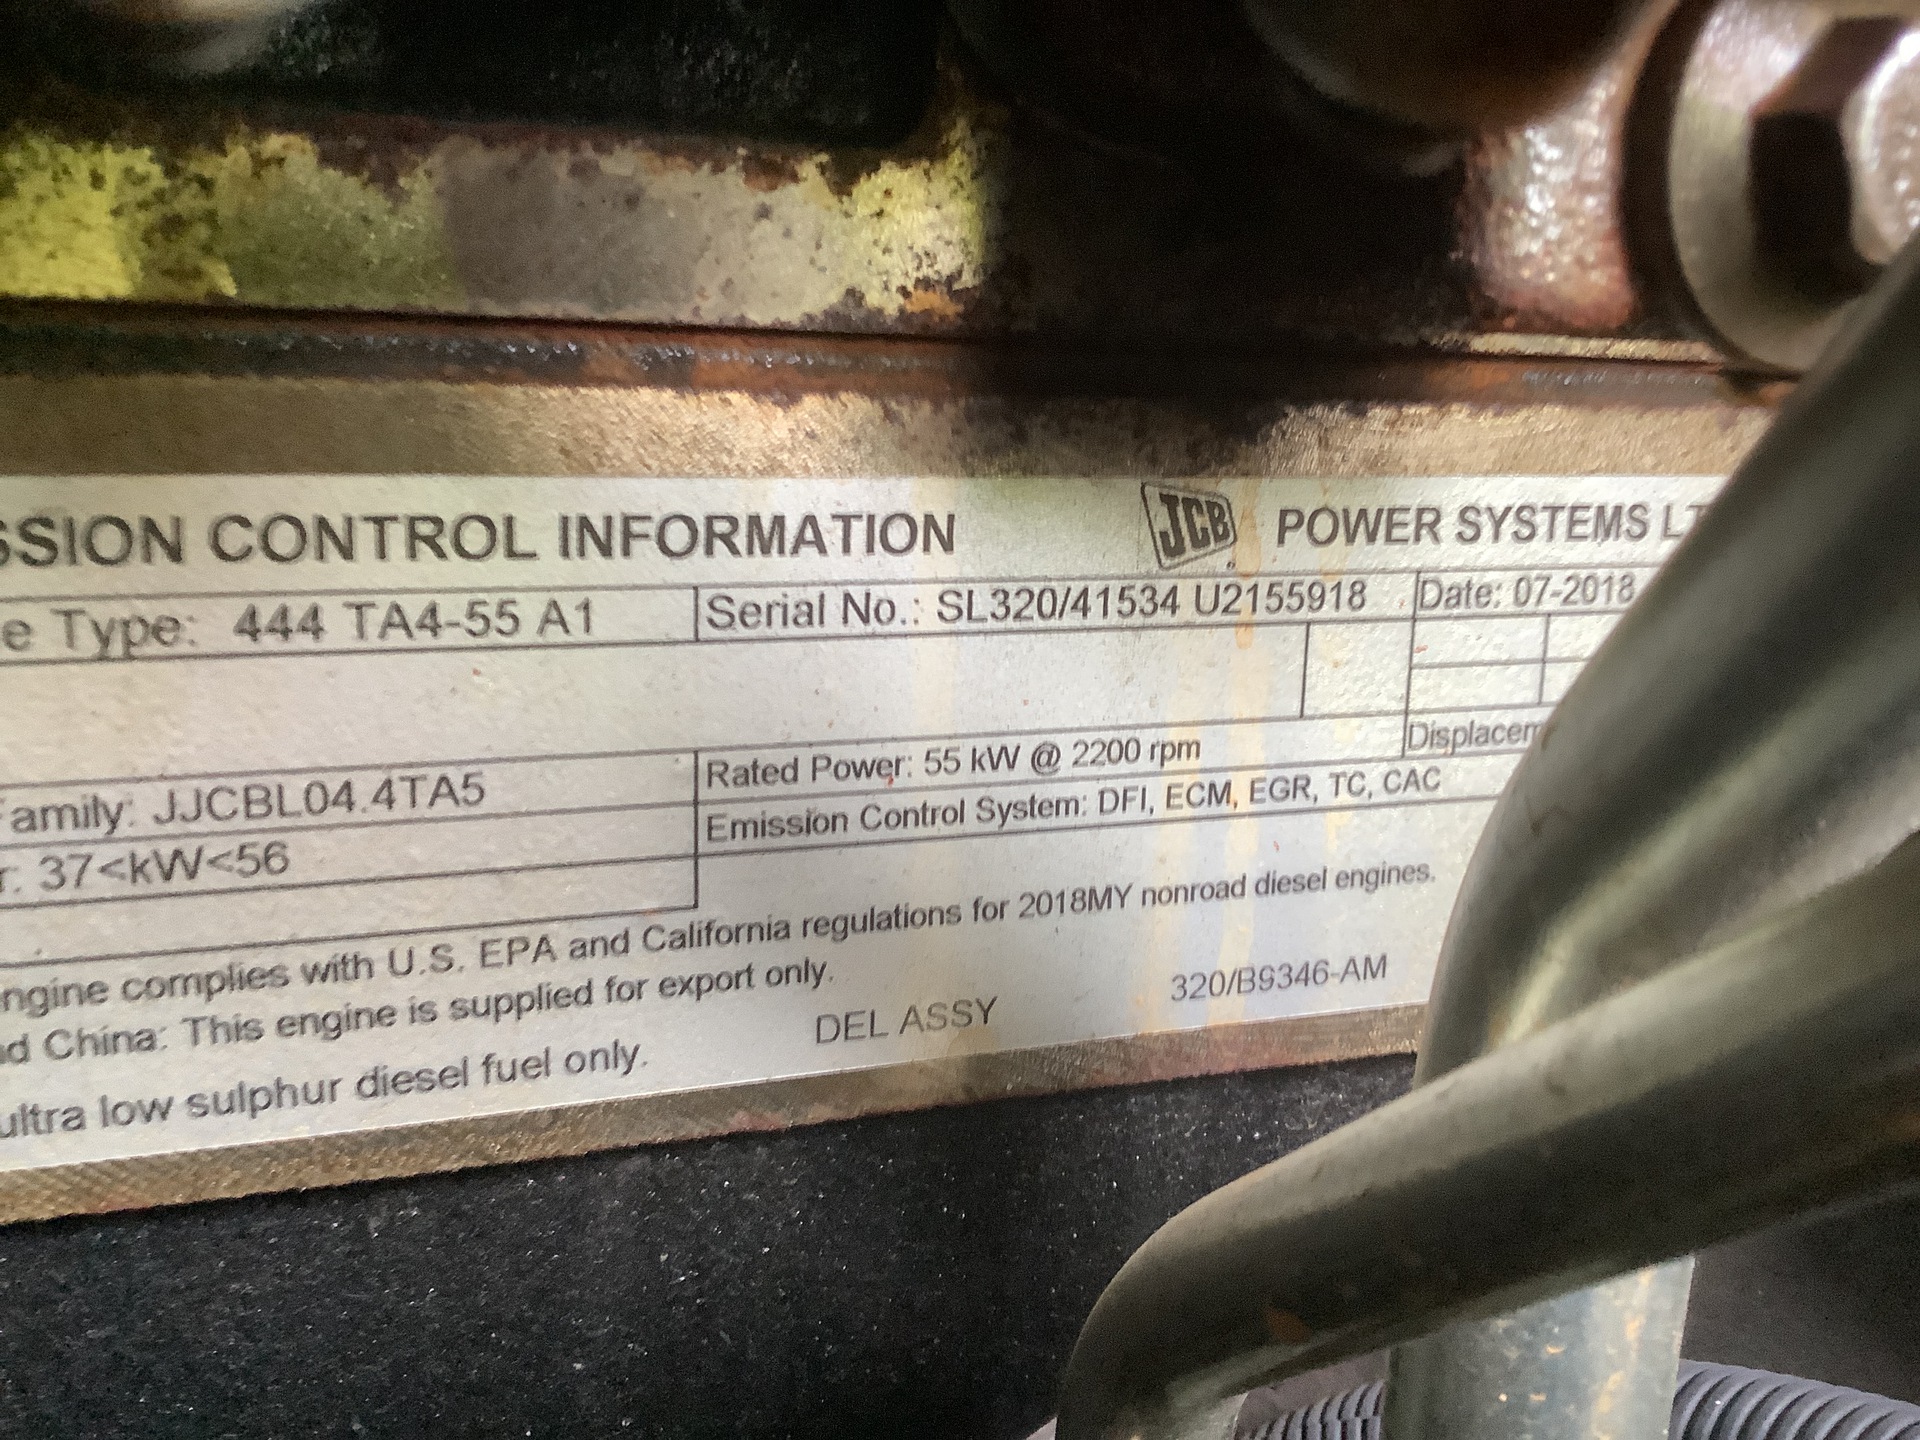 SSION CONTROL INFORMATION JCB POWER SYSTEMS LT
e Type: 444 TA4-55 A1 Serial No.: SL320/41534 U2155918 Date: 07-2018
Family: JJCBL04.4TA5 Rated Power: 55 kW @ 2200 rpm Displacem
r: 37<kW<56 Emission Control System: DFI, ECM, EGR, TC, CAC
ngine complies with U.S. EPA and California regulations for 2018MY nonroad diesel engines.
nd China: This engine is supplied for export only.
ultra low sulphur diesel fuel only. DEL ASSY 320/B9346-AM